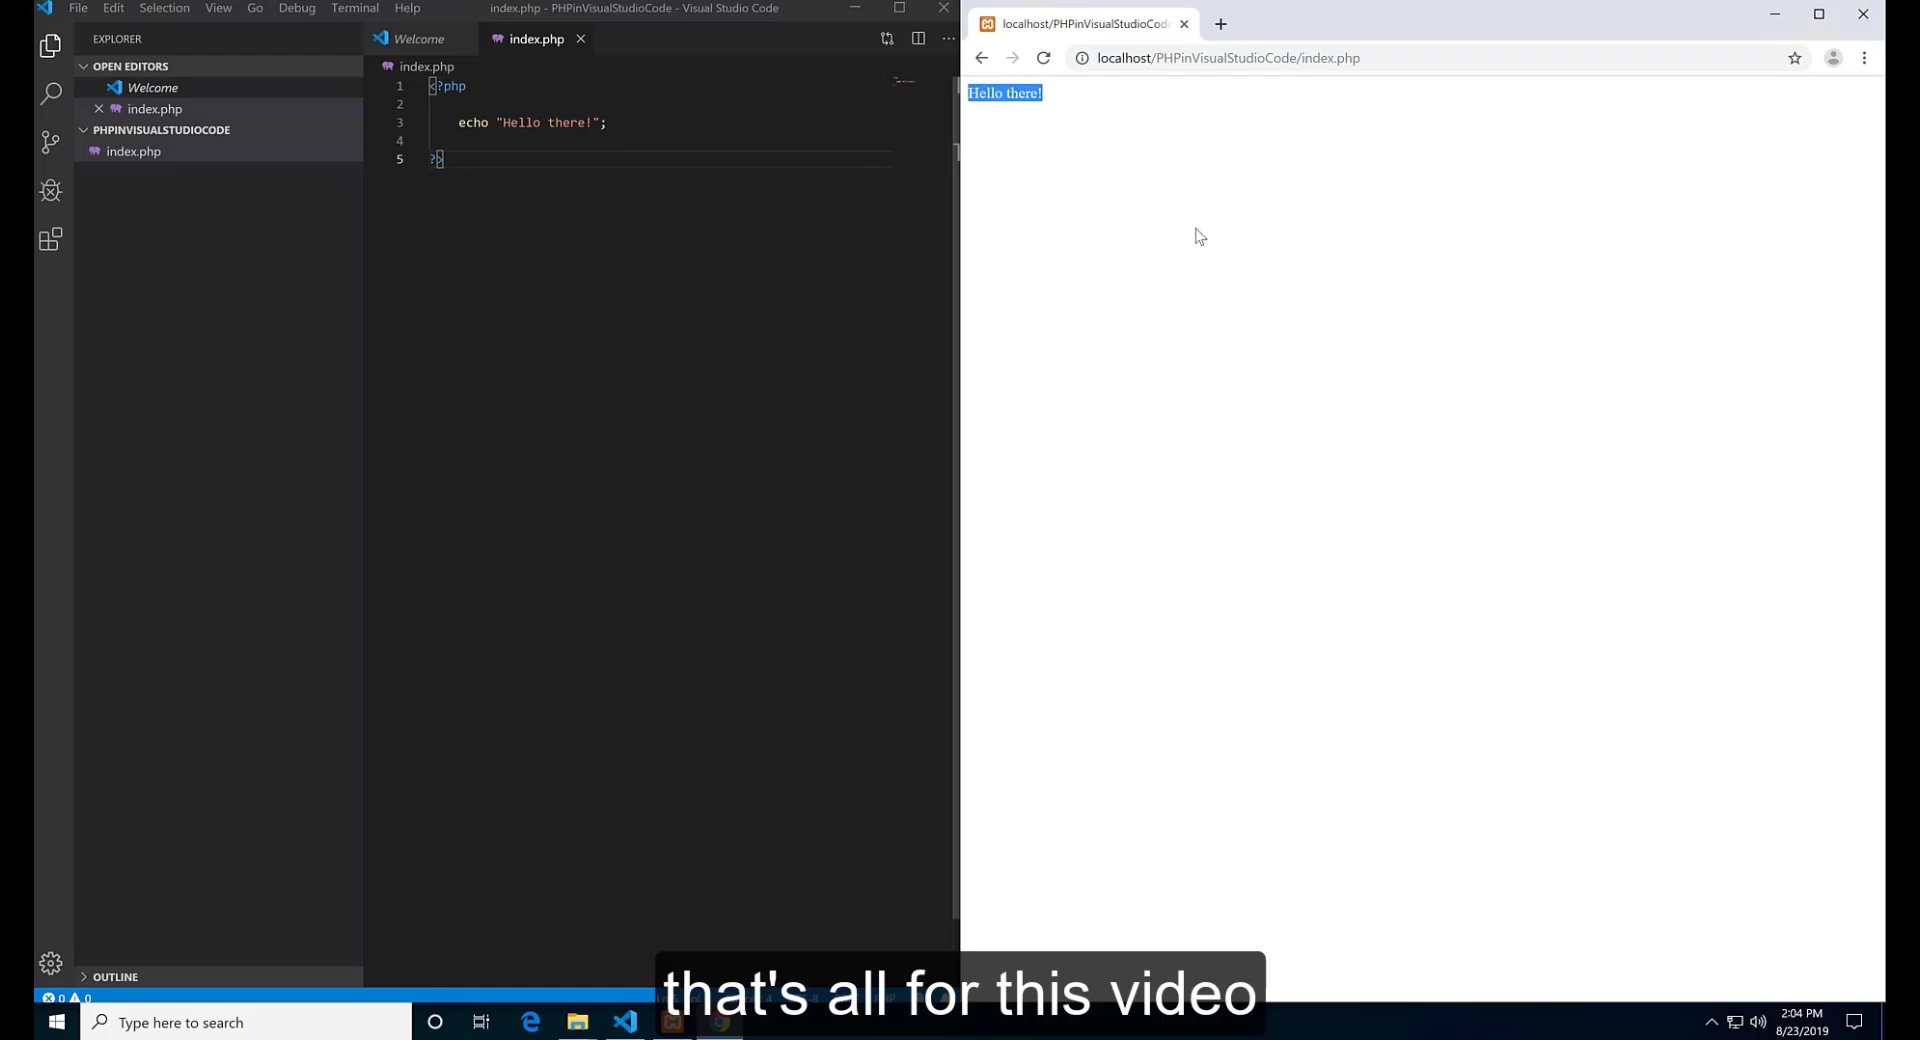 File Edit Selection View Go Debug Terminal Help index.php - PHPinVisualStudioCode - Visual Studio Code
EXPLORER
OPEN EDITORS
Welcome
index.php
PHPINVISUALSTUDIOCODE
index.php
OUTLINE
0 0
Welcome index.php
index.php
1 <?php
2
3 echo "Hello there!";
4
5 ?>
localhost/PHPinVisualStudioCode
localhost/PHPinVisualStudioCode/index.php
Hello there!
that's all for this video
Type here to search
2:04 PM
8/23/2019